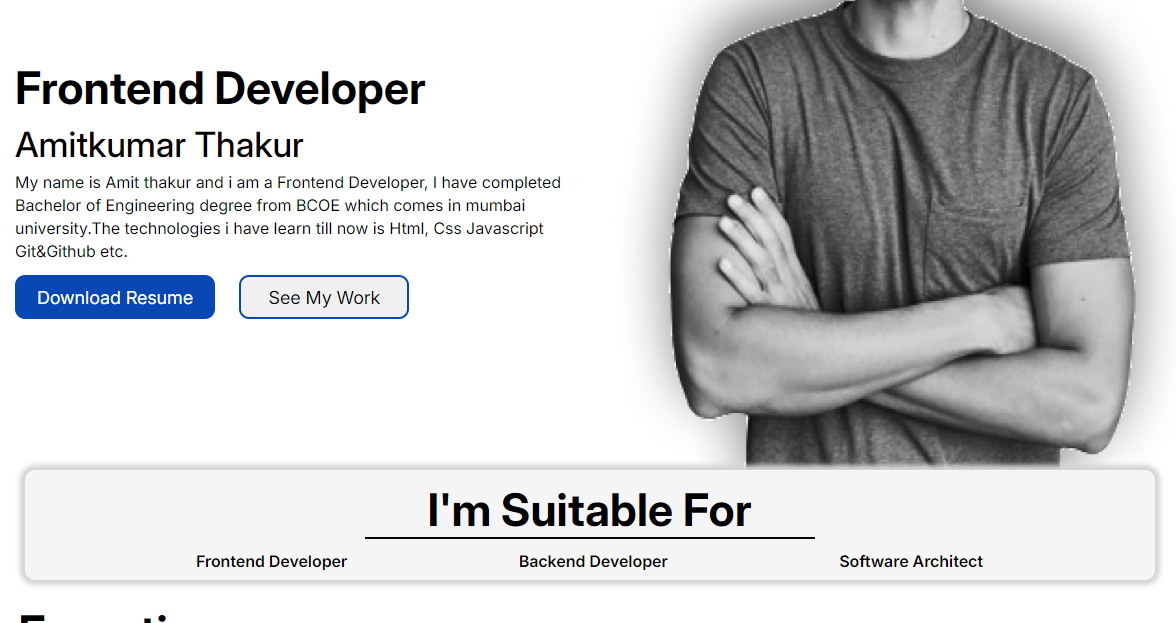 Frontend Developer
Amitkumar Thakur
My name is Amit thakur and i am a Frontend Developer, I have completed
Bachelor of Engineering degree from BCOE which comes in mumbai
university.The technologies i have learn till now is Html, Css Javascript
Git&Github etc.
Download Resume
See My Work
I'm Suitable For
Frontend Developer
Backend Developer
Software Architect